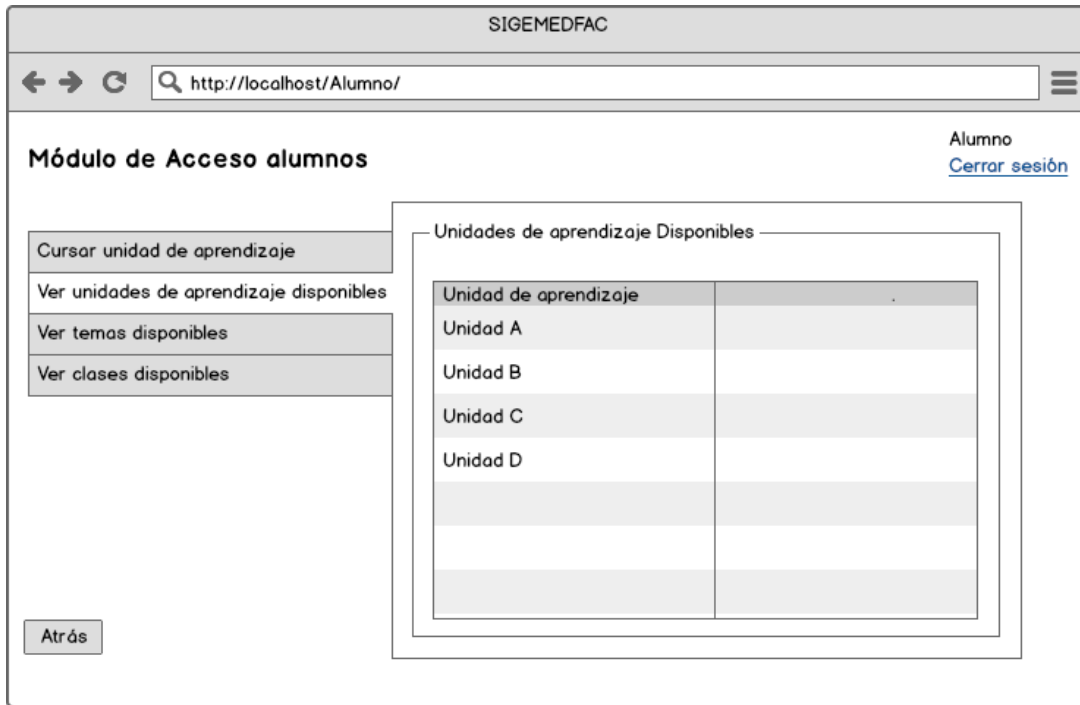 SIGEMEDFAC
http://localhost/Alumno/
Módulo de Acceso alumnos
Alumno
Cerrar sesión
Cursar unidad de aprendizaje
Ver unidades de aprendizaje disponibles
Ver temas disponibles
Ver clases disponibles
Unidades de aprendizaje Disponibles
Unidad de aprendizaje .
Unidad A
Unidad B
Unidad C
Unidad D
Atrás